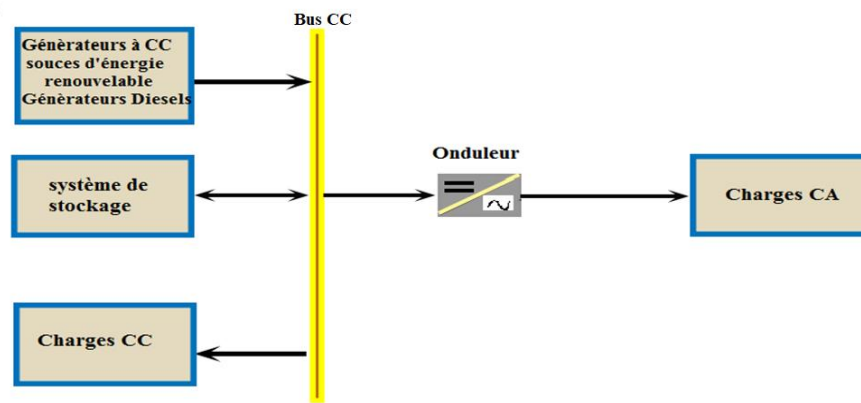 Bus CC
Génèrateurs à CC
souces d'énergie
renouvelable
Génèrateurs Diesels
système de
stockage
Charges CC
Onduleur
Charges CA